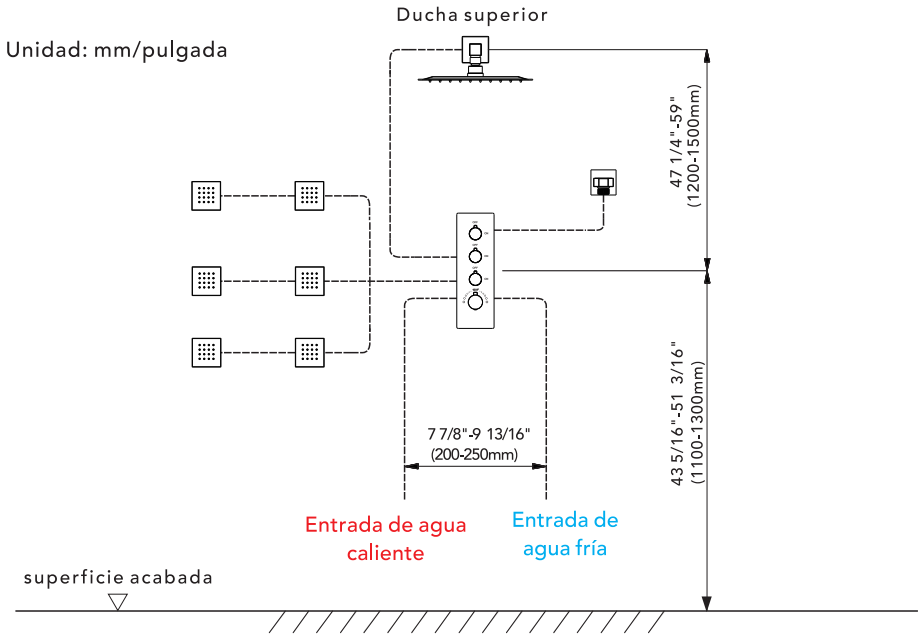 Ducha superior
Unidad: mm/pulgada
47 1/4"-59"
(1200-1500mm)
7 7/8"-9 13/16"
(200-250mm)
43 5/16"-51 3/16"
(1100-1300mm)
Entrada de agua
caliente
Entrada de
agua fría
superficie acabada